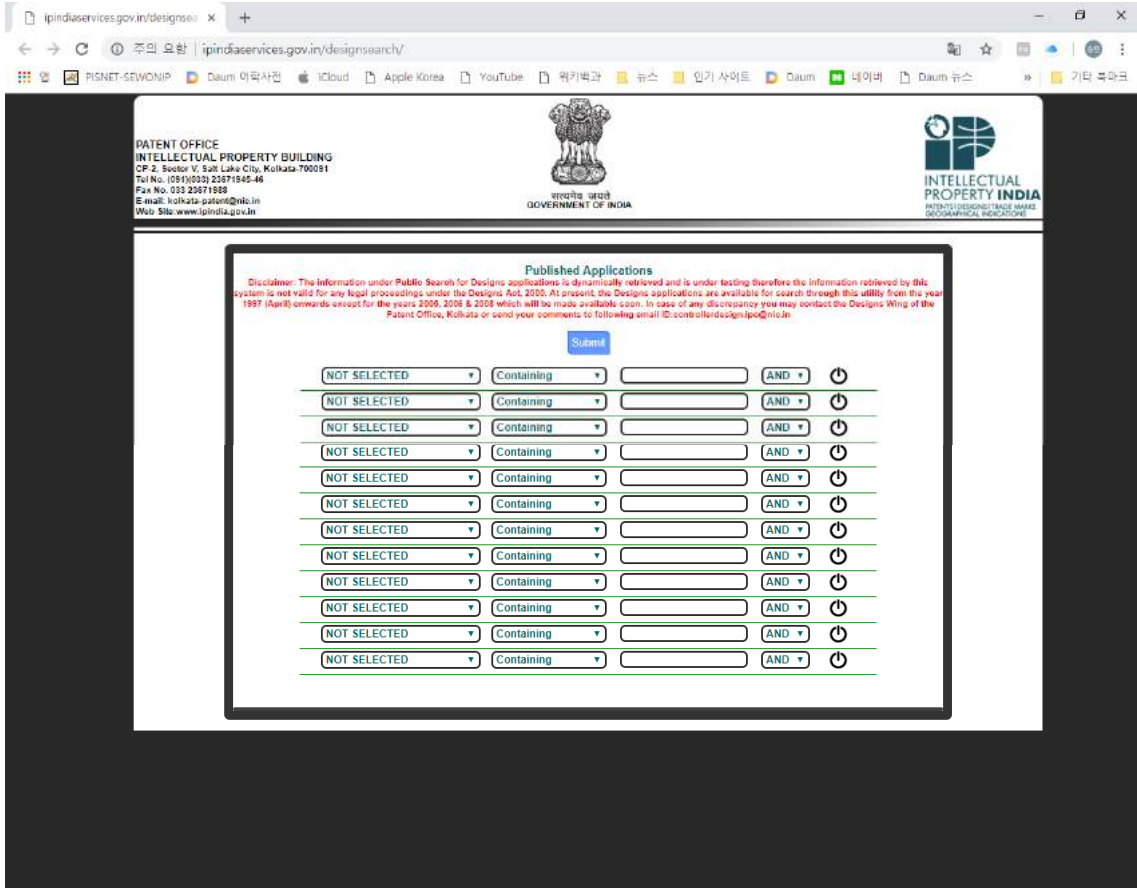 ipindiaservices.gov.in/designsea
주의 요함 ipindiaservices.gov.in/designsearch/
앱 PISNET-SEWONIP Daum 어학사전 iCloud Apple Korea YouTube 위키백과 뉴스 인기 사이트 Daum 네이버 Daum 뉴스 » 기타 북마크
PATENT OFFICE
INTELLECTUAL PROPERTY BUILDING
CP-2, Sector V, Salt Lake City, Kolkata-700091
Tel No. (091)(033) 23671945-46
Fax No. 033 23671988
E-mail: kolkata-patent@nic.in
Web Site:www.ipindia.gov.in
सत्यमेव जयते
GOVERNMENT OF INDIA
INTELLECTUAL
PROPERTY INDIA
PATENTS|DESIGNS|TRADE MARKS
GEOGRAPHICAL INDICATIONS
Published Applications
Disclaimer: The information under Public Search for Designs applications is dynamically retrieved and is under testing therefore the information retrieved by this
system is not valid for any legal proceedings under the Designs Act, 2000. At present, the Designs applications are available for search through this utility from the year
1997 (April) onwards except for the years 2005, 2006 & 2008 which will be made available soon. In case of any discrepancy you may contact the Designs Wing of the
Patent Office, Kolkata or send your comments to following email ID:controllerdesign.ipo@nic.in
Submit
NOT SELECTED Containing AND
NOT SELECTED Containing AND
NOT SELECTED Containing AND
NOT SELECTED Containing AND
NOT SELECTED Containing AND
NOT SELECTED Containing AND
NOT SELECTED Containing AND
NOT SELECTED Containing AND
NOT SELECTED Containing AND
NOT SELECTED Containing AND
NOT SELECTED Containing AND
NOT SELECTED Containing AND